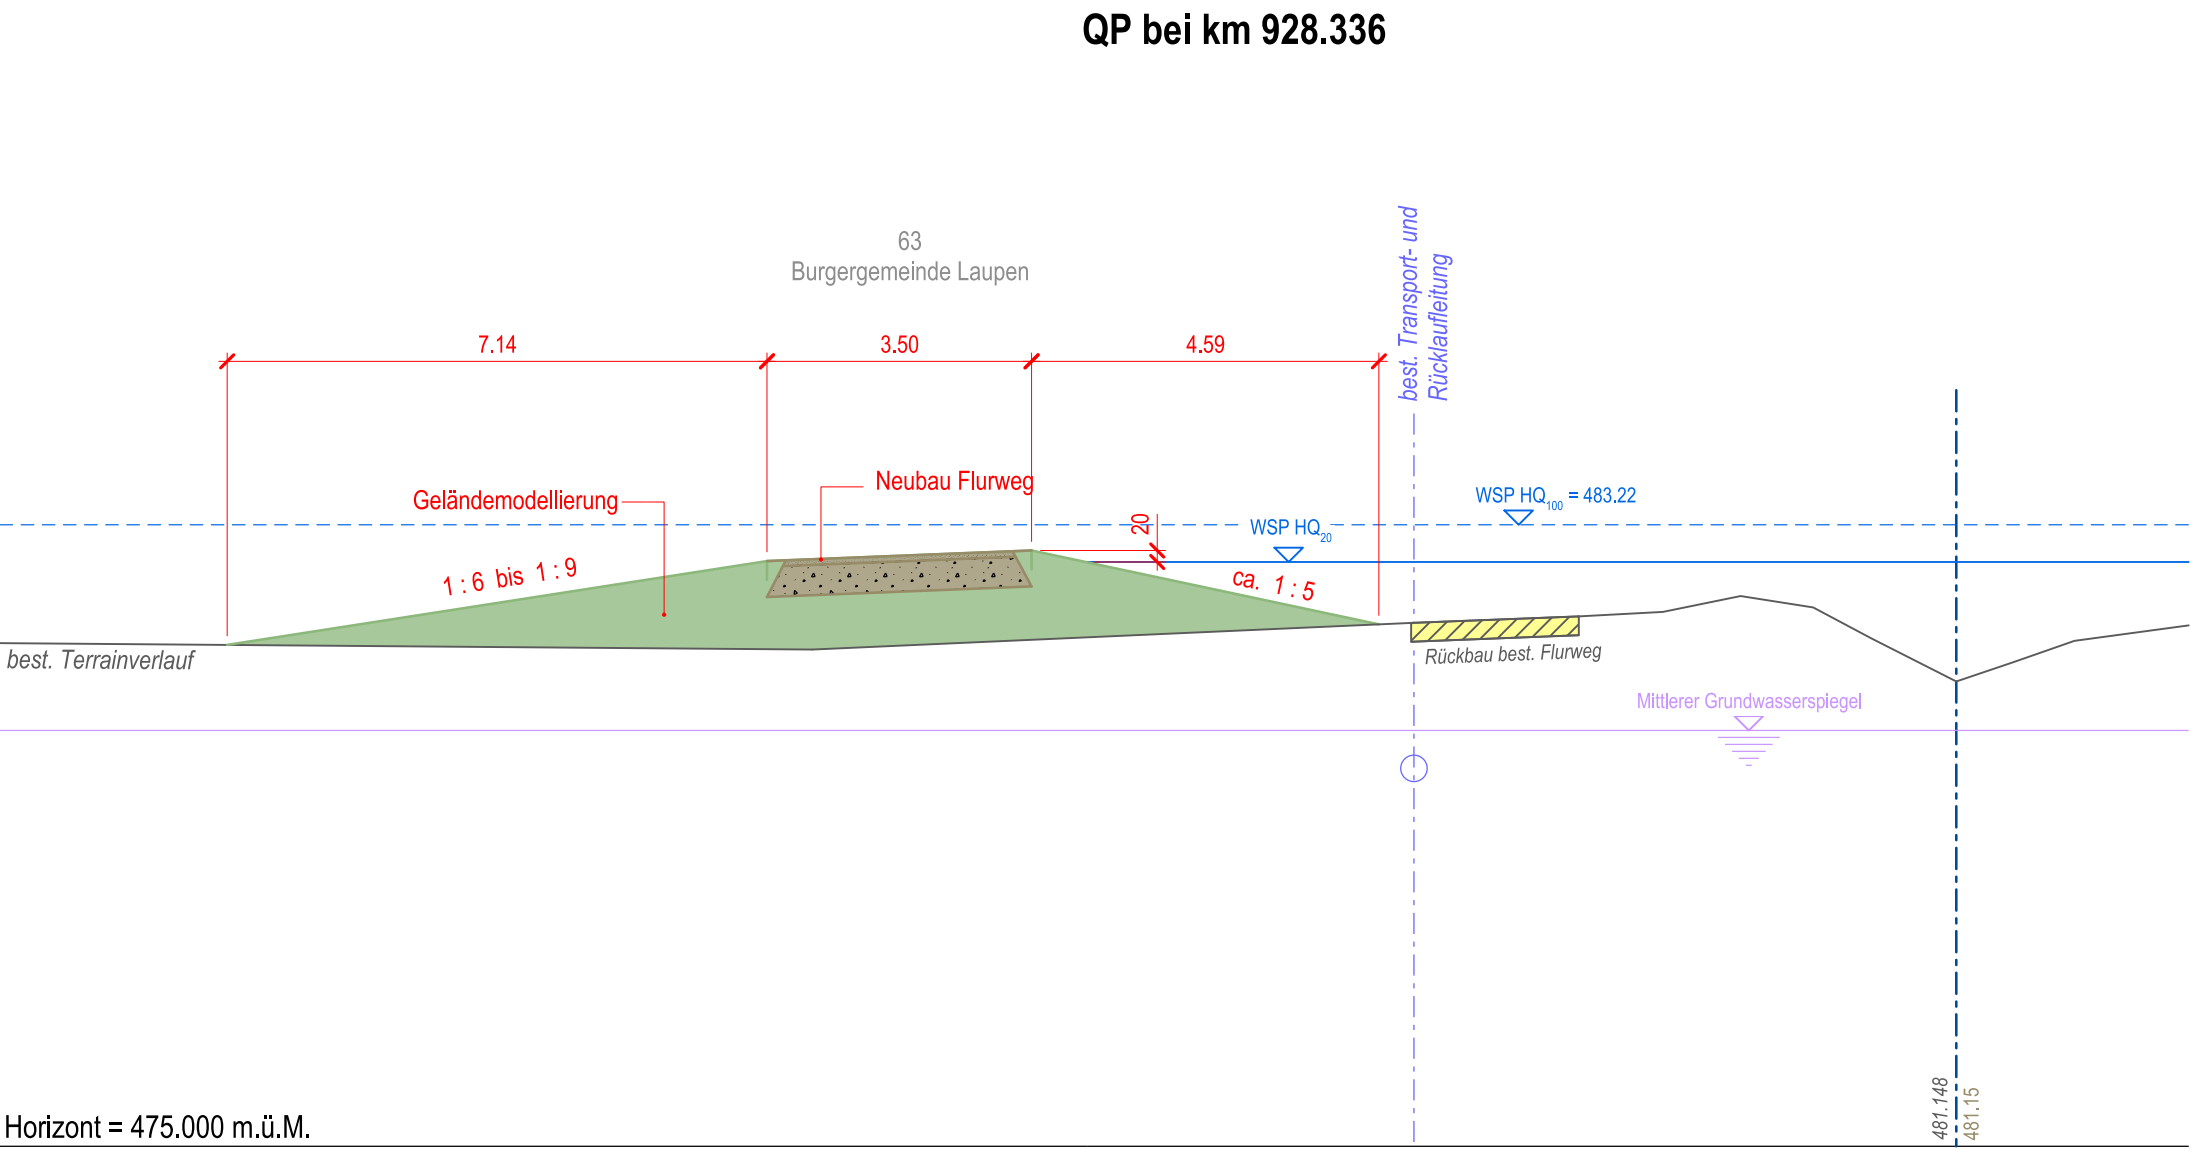 QP bei km 928.336
63
Burgergemeinde Laupen
best. Transport- und
Rücklaufleitung
7.14
3.50
4.59
Neubau Flurweg
Geländemodellierung
WSP HQ100 = 483.22
20
WSP HQ20
1 : 6 bis 1 : 9
ca. 1 : 5
best. Terrainverlauf
Rückbau best. Flurweg
Mittlerer Grundwasserspiegel
481.148
481.15
Horizont = 475.000 m.ü.M.